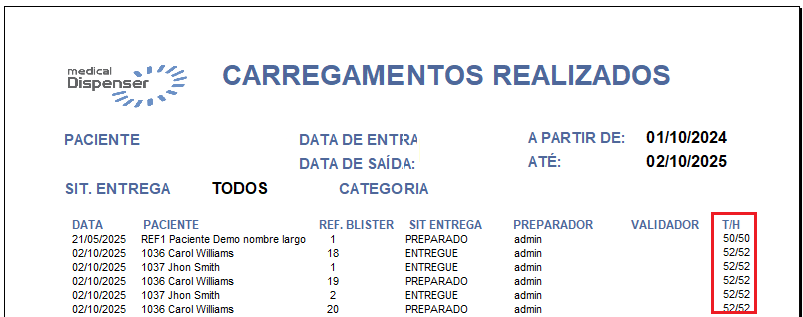 medical
Dispenser
CARREGAMENTOS REALIZADOS
PACIENTE DATA DE ENTRA A PARTIR DE: 01/10/2024
DATA DE SAÍDA: ATÉ: 02/10/2025
SIT. ENTREGA TODOS CATEGORIA
DATA PACIENTE REF. BLISTER SIT ENTREGA PREPARADOR VALIDADOR T/H
21/05/2025 REF1 Paciente Demo nombre largo 1 PREPARADO admin 50/50
02/10/2025 1036 Carol Williams 18 ENTREGUE admin 52/52
02/10/2025 1037 Jhon Smith 1 ENTREGUE admin 52/52
02/10/2025 1036 Carol Williams 19 PREPARADO admin 52/52
02/10/2025 1037 Jhon Smith 2 ENTREGUE admin 52/52
02/10/2025 1036 Carol Williams 20 PREPARADO admin 52/52